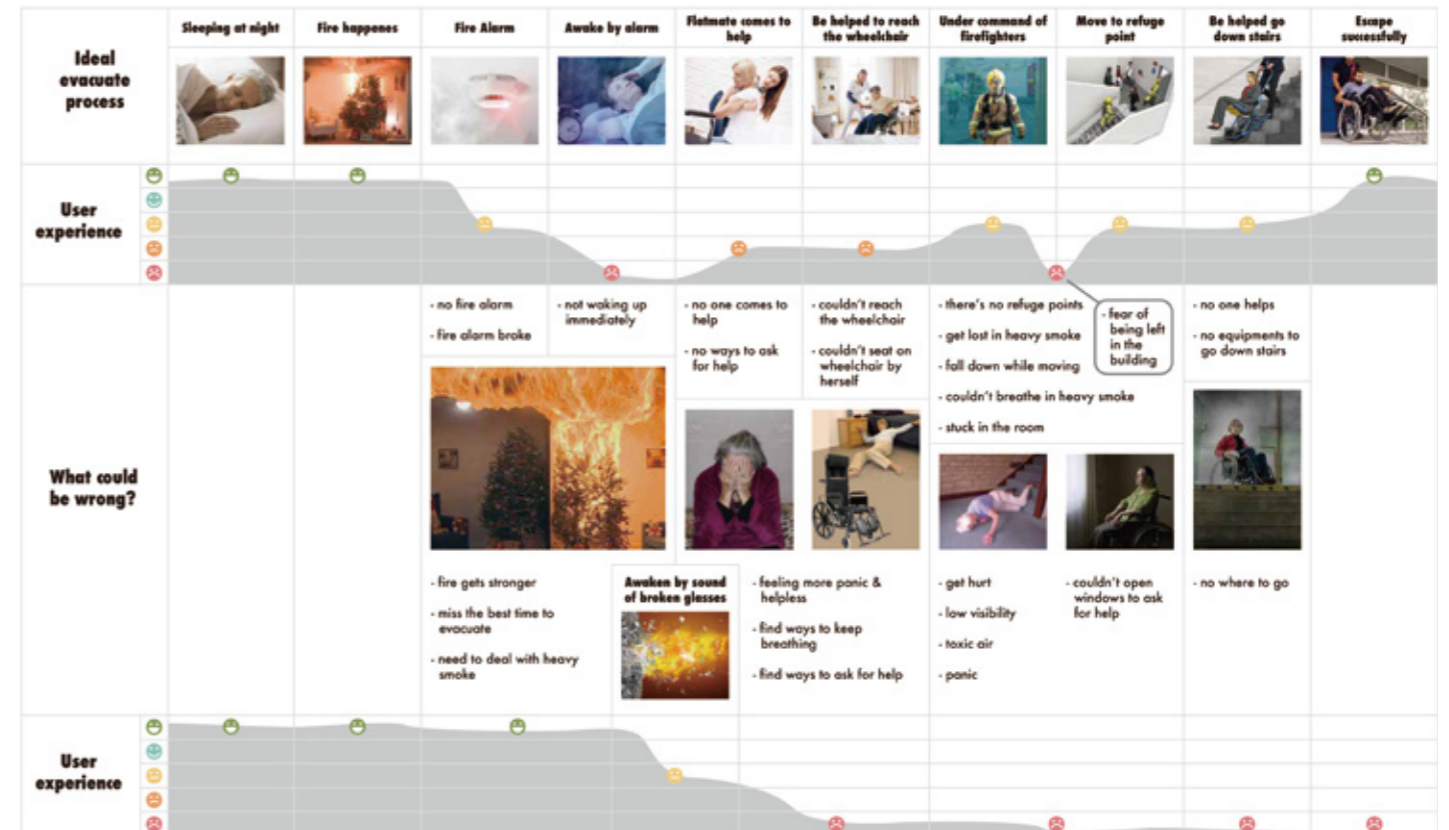 Ideal
evacuate
process
Sleeping at night
Fire happenes
Fire Alarm
Awake by alarm
Flatmate comes to
help
Be helped to reach
the wheelchair
Under command of
firefighters
Move to refuge
point
Be helped go
down stairs
Escape
successfully
User
experience
What could
be wrong?
- no fire alarm
- fire alarm broke
- not waking up
immediately
- no one comes to
help
- no ways to ask
for help
- couldn't reach
the wheelchair
- couldn't seat on
wheelchair by
herself
- there's no refuge points
- get lost in heavy smoke
- fall down while moving
- couldn't breathe in heavy smoke
- stuck in the room
- fear of
being left
in the
building
- no one helps
- no equipments to
go down stairs
- fire gets stronger
- miss the best time to
evacuate
- need to deal with heavy
smoke
Awaken by sound
of broken glasses
- feeling more panic &
helpless
- find ways to keep
breathing
- find ways to ask for help
- get hurt
- low visibility
- toxic air
- panic
- couldn't open
windows to ask
for help
- no where to go
User
experience